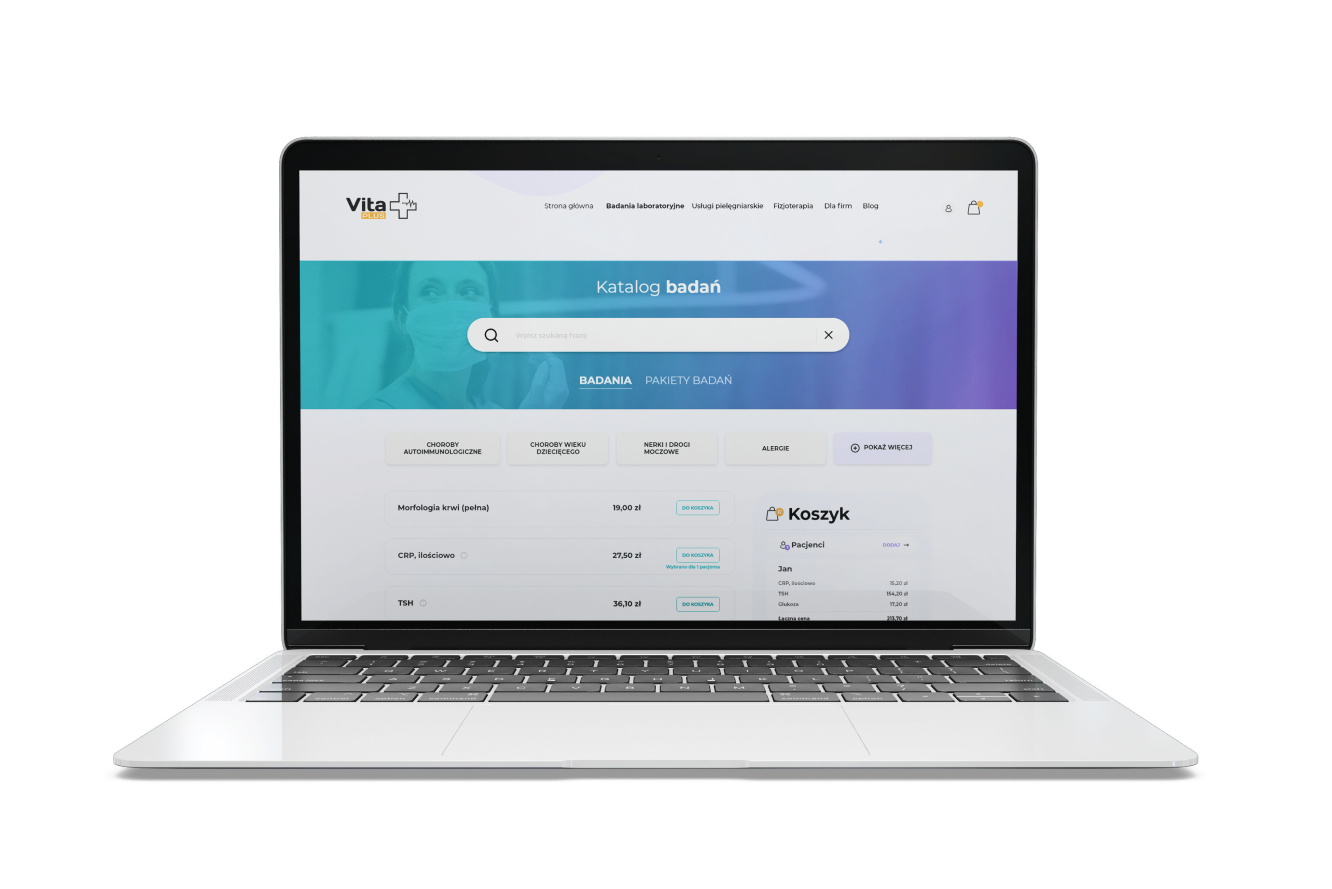 Vita
PLUS
Strona główna Badania laboratoryjne Usługi pielęgniarskie Fizjoterapia Dla firm Blog
Katalog badań
Wpisz szukaną frazę
BADANIA PAKIETY BADAŃ
CHOROBY
AUTOIMMUNOLOGICZNE
CHOROBY WIEKU
DZIECIĘCEGO
NERKI I DROGI
MOCZOWE
ALERGIE
POKAŻ WIĘCEJ
Morfologia krwi (pełna) 19,00 zł DO KOSZYKA
CRP, ilościowo 27,50 zł DO KOSZYKA
Wybrano dla 1 pacjenta
TSH 36,10 zł DO KOSZYKA
Koszyk
Pacjenci DODAJ
Jan
CRP, ilościowo 15,20 zł
TSH 154,20 zł
Glukoza 17,20 zł
Łączna cena 213,70 zł